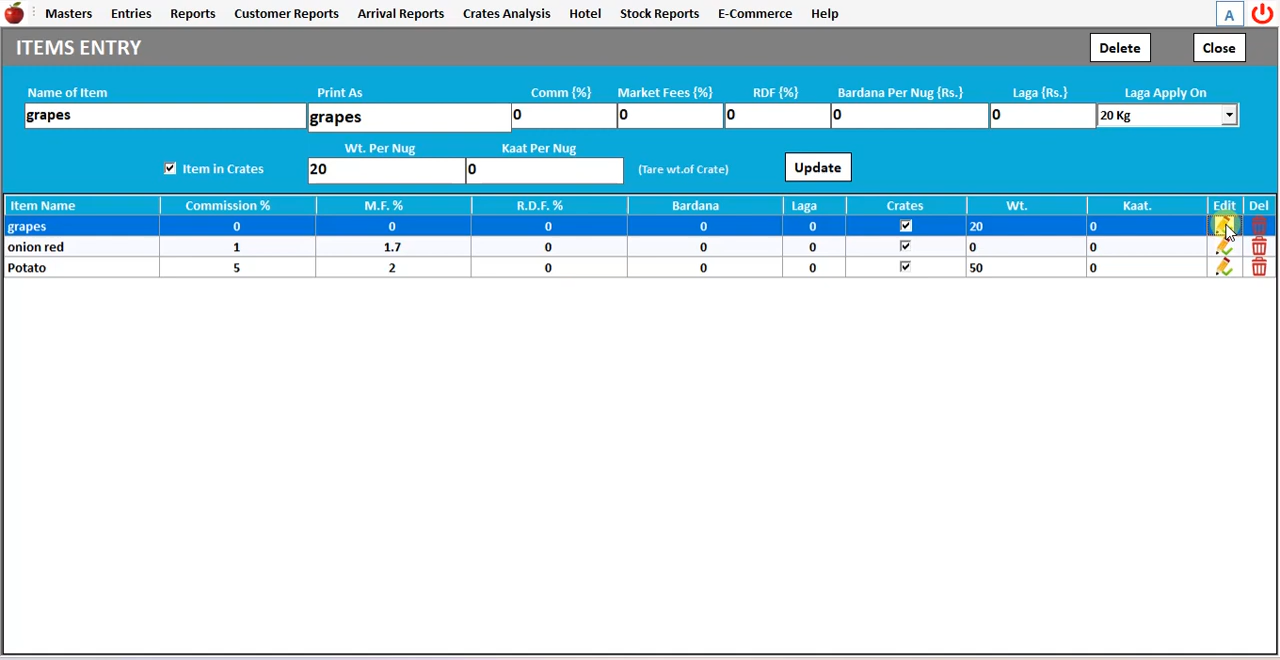 Masters Entries Reports Customer Reports Arrival Reports Crates Analysis Hotel Stock Reports E-Commerce Help A
ITEMS ENTRY Delete Close
Name of Item Print As Comm {%} Market Fees {%} RDF {%} Bardana Per Nug {Rs.} Laga {Rs.} Laga Apply On
grapes grapes 0 0 0 0 0 20 Kg
Wt. Per Nug Kaat Per Nug
Item in Crates 20 0 (Tare wt.of Crate) Update
Item Name Commission % M.F. % R.D.F. % Bardana Laga Crates Wt. Kaat. Edit Del
grapes 0 0 0 0 0 20 0
onion red 1 1.7 0 0 0 0 0
Potato 5 2 0 0 0 50 0